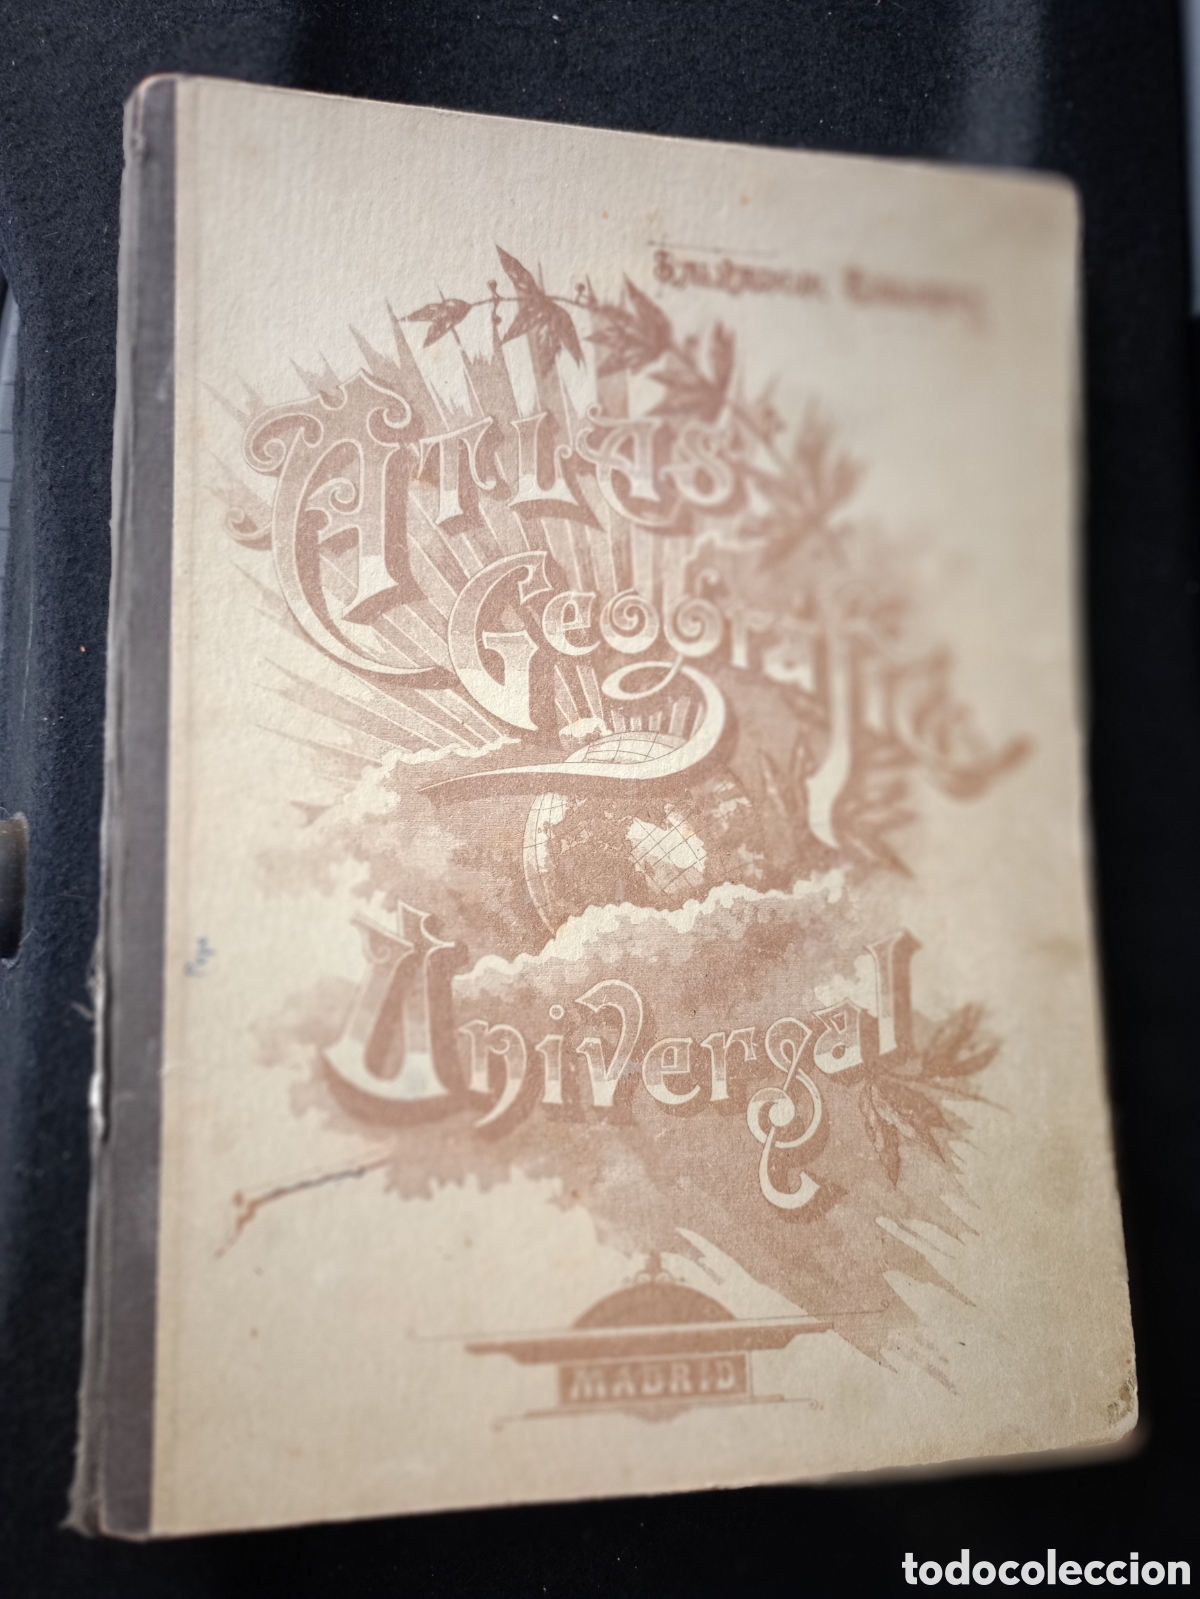 Atlas
Geográfico
Universal
MADRID
todocoleccion